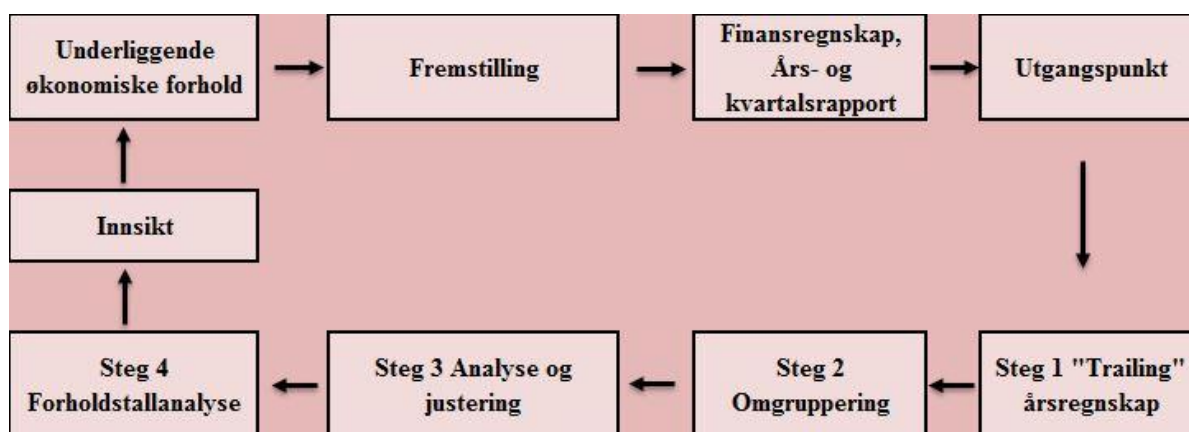 Underliggende
økonomiske forhold
Fremstilling
Finansregnskap,
Års- og
kvartalsrapport
Utgangspunkt
Innsikt
Steg 4
Forholdstallanalyse
Steg 3 Analyse og
justering
Steg 2
Omgruppering
Steg 1 "Trailing"
årsregnskap